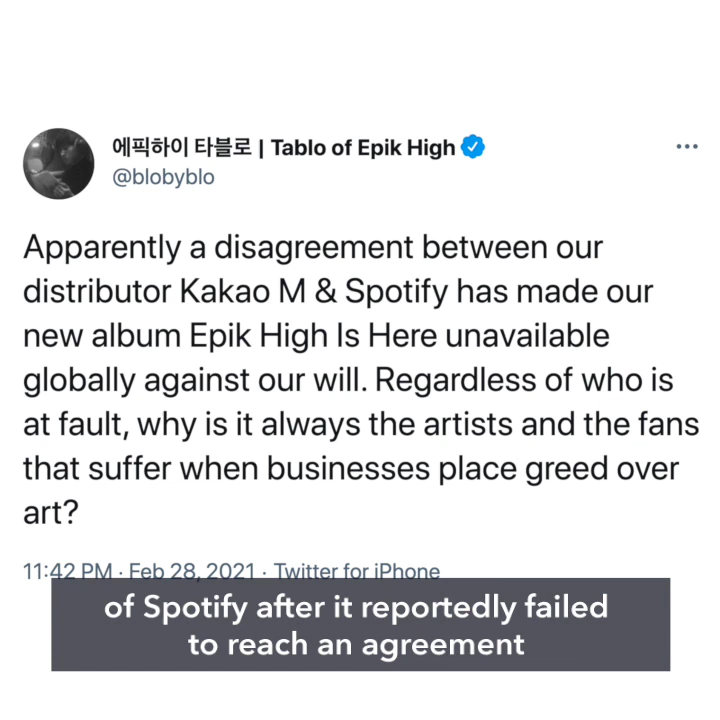 에픽하이 타블로 | Tablo of Epik High
@blobyblo
Apparently a disagreement between our
distributor Kakao M & Spotify has made our
new album Epik High Is Here unavailable
globally against our will. Regardless of who is
at fault, why is it always the artists and the fans
that suffer when businesses place greed over
art?
11:42 PM · Feb 28, 2021 · Twitter for iPhone
of Spotify after it reportedly failed
to reach an agreement